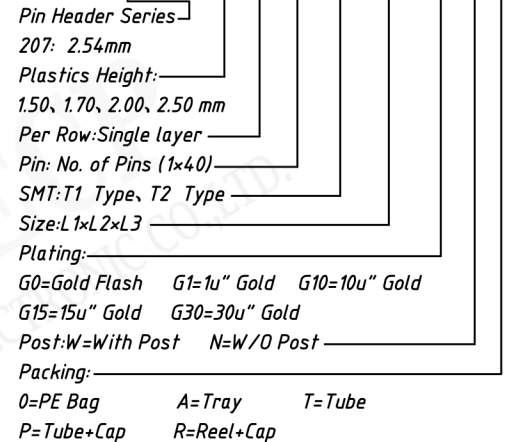 Pin Header Series
207: 2.54mm
Plastics Height:
1.50、1.70、2.00、2.50 mm
Per Row:Single layer
Pin: No. of Pins (1×40)
SMT:T1 Type、T2 Type
Size:L1×L2×L3
Plating:
G0=Gold Flash G1=1u" Gold G10=10u" Gold
G15=15u" Gold G30=30u" Gold
Post:W=With Post N=W/O Post
Packing:
0=PE Bag A=Tray T=Tube
P=Tube+Cap R=Reel+Cap
CTRONIC CO.,LTD.